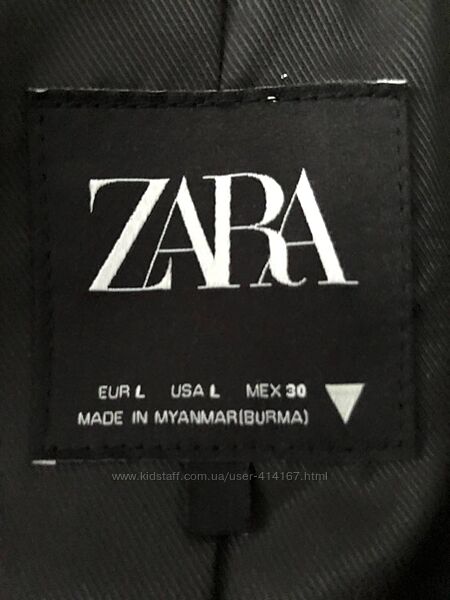 ZARA
EUR L USA L MEX 30
MADE IN MYANMAR(BURMA)
www.kidstaff.com.ua/user-414167.html